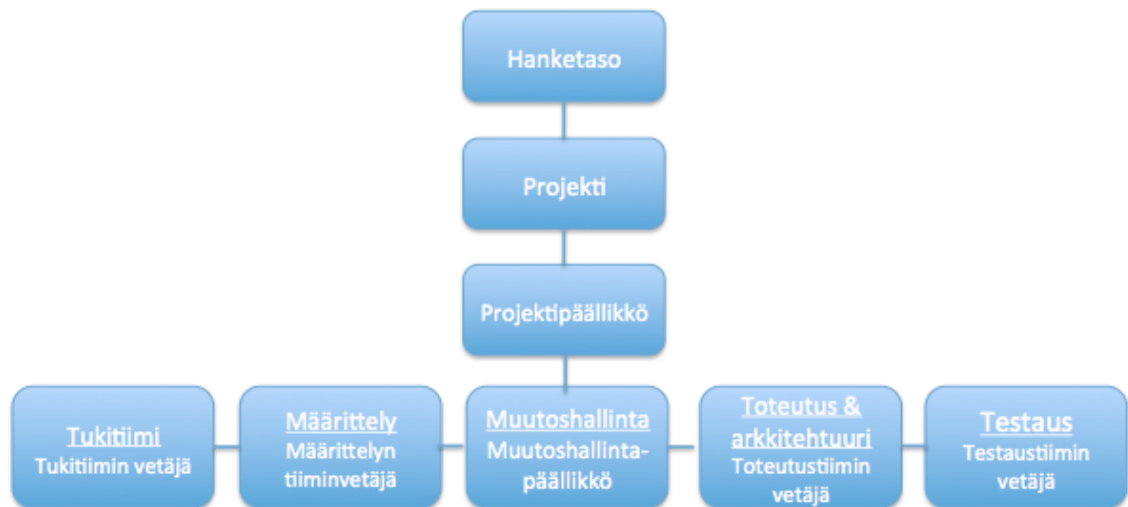 Hanketaso
Projekti
Projektipäällikkö
Tukitiimi
Tukitiimin vetäjä
Määrittely
Määrittelyn
tiiminvetäjä
Muutoshallinta
Muutoshallinta-
päällikkö
Toteutus &
arkkitehtuuri
Toteutustiimin
vetäjä
Testaus
Testaustiimin
vetäjä